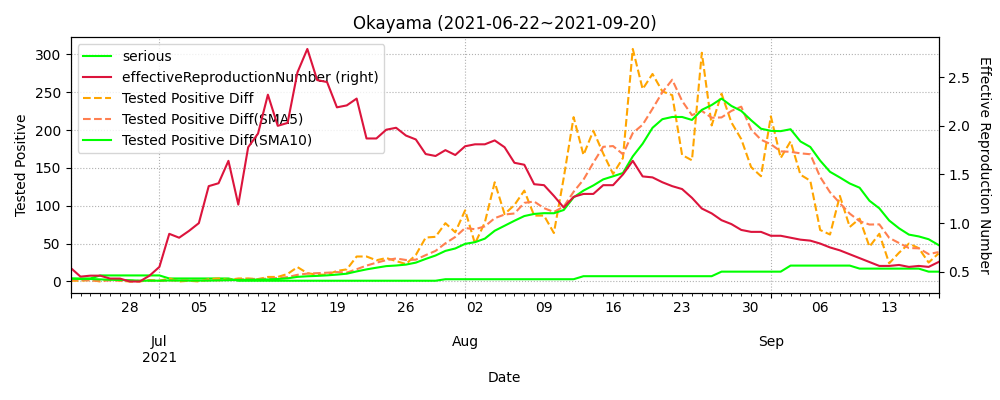 Okayama (2021-06-22~2021-09-20)
serious
effectiveReproductionNumber (right)
Tested Positive Diff
Tested Positive Diff(SMA5)
Tested Positive Diff(SMA10)
Tested Positive
300
250
200
150
100
50
0
2.5
2.0
1.5
1.0
0.5
Effective Reproduction Number
28 05 12 19 26 02 09 16 23 30 06 13
Jul Aug Sep
2021
Date